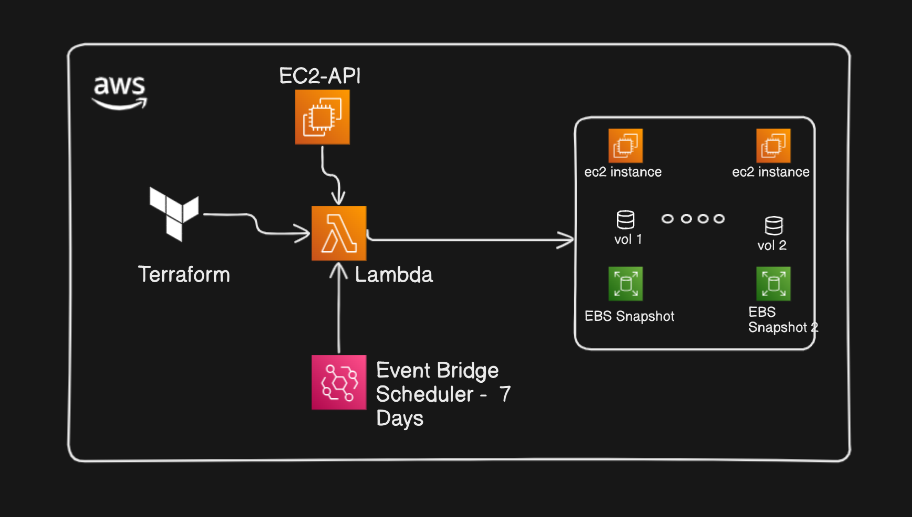 aws
EC2-API
ec2 instance
ec2 instance
vol 1
vol 2
Terraform
Lambda
EBS Snapshot
EBS
Snapshot 2
Event Bridge
Scheduler - 7
Days